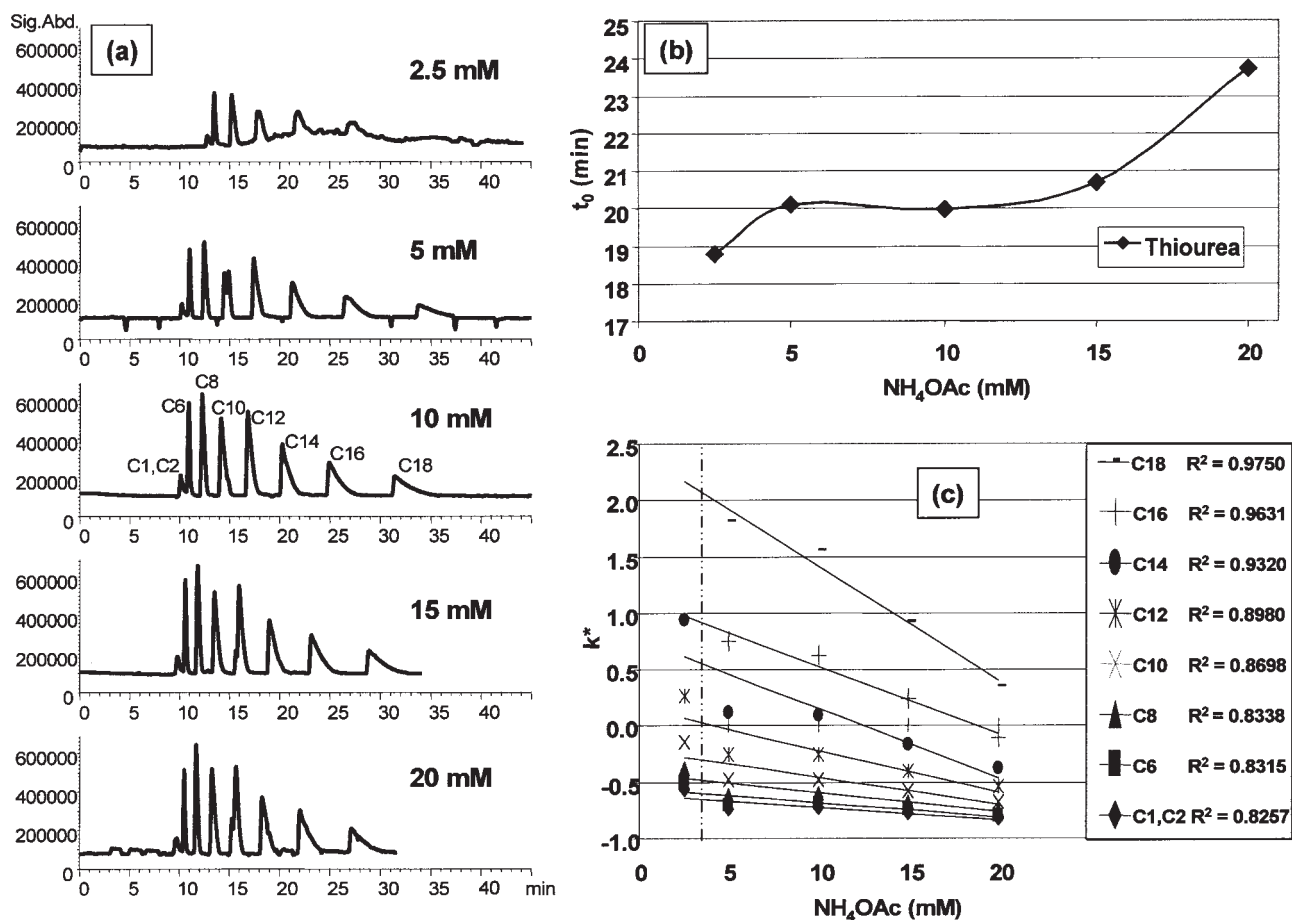 Sig.Abd.
600000
400000
200000
0
(a)
2.5 mM
0 5 10 15 20 25 30 35 40
600000
400000
200000
0
5 mM
0 5 10 15 20 25 30 35 40
600000
400000
200000
0
10 mM
C1,C2
C6
C8
C10
C12
C14
C16
C18
0 5 10 15 20 25 30 35 40
600000
400000
200000
0
15 mM
0 5 10 15 20 25 30 35 40
600000
400000
200000
0
20 mM
0 5 10 15 20 25 30 35 40 min
(b)
25
24
23
22
21
20
19
18
17
t₀ (min)
Thiourea
0 5 10 15 20
NH₄OAc (mM)
(c)
2.5
2.0
1.5
1.0
0.5
0.0
-0.5
-1.0
k*
0 5 10 15 20
NH₄OAc (mM)
C18 R² = 0.9750
C16 R² = 0.9631
C14 R² = 0.9320
C12 R² = 0.8980
C10 R² = 0.8698
C8 R² = 0.8338
C6 R² = 0.8315
C1,C2 R² = 0.8257